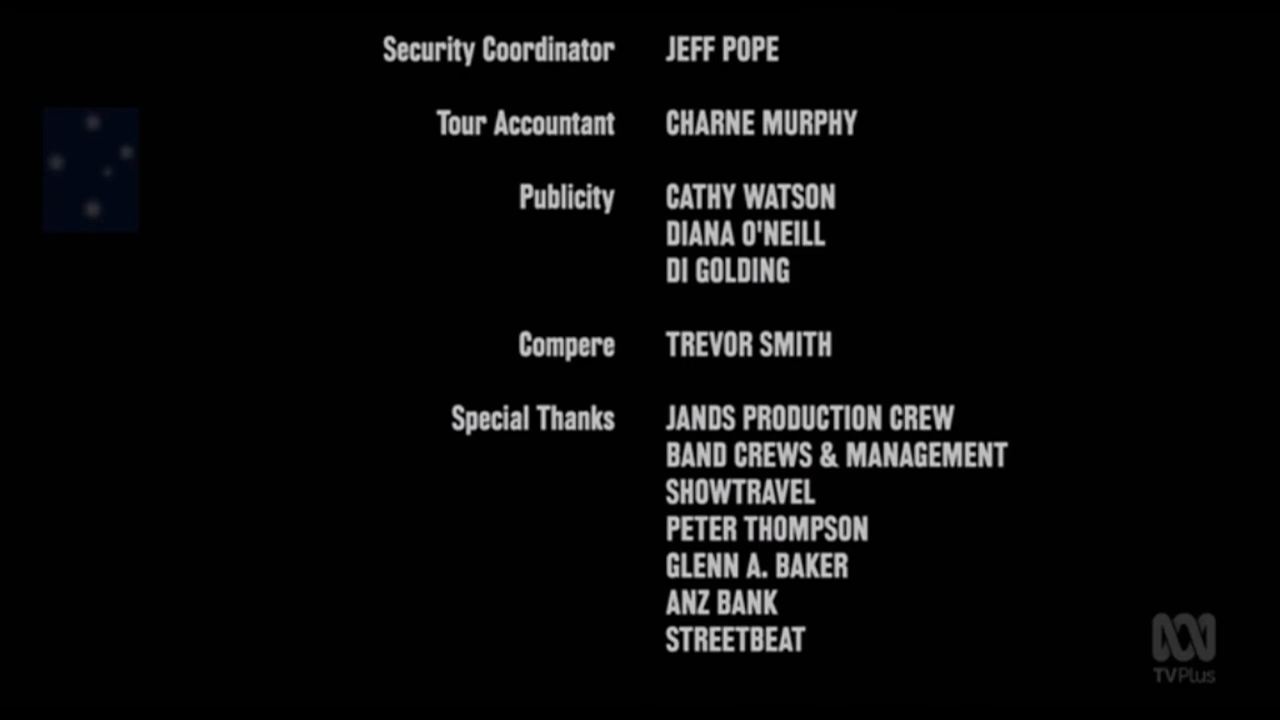 Security Coordinator JEFF POPE
Tour Accountant CHARNE MURPHY
Publicity CATHY WATSON
DIANA O'NEILL
DI GOLDING
Compere TREVOR SMITH
Special Thanks JANDS PRODUCTION CREW
BAND CREWS & MANAGEMENT
SHOWTRAVEL
PETER THOMPSON
GLENN A. BAKER
ANZ BANK
STREETBEAT
TVPlus